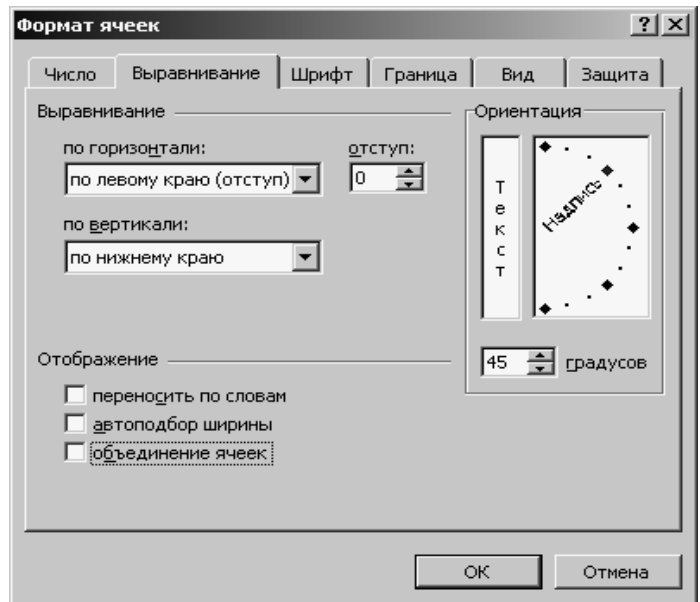 Формат ячеек
Число Выравнивание Шрифт Граница Вид Защита
Выравнивание
по горизонтали: отступ:
по левому краю (отступ) 0
по вертикали:
по нижнему краю
Ориентация
Текст
Надпись
45 градусов
Отображение
переносить по словам
автоподбор ширины
объединение ячеек
ОК Отмена